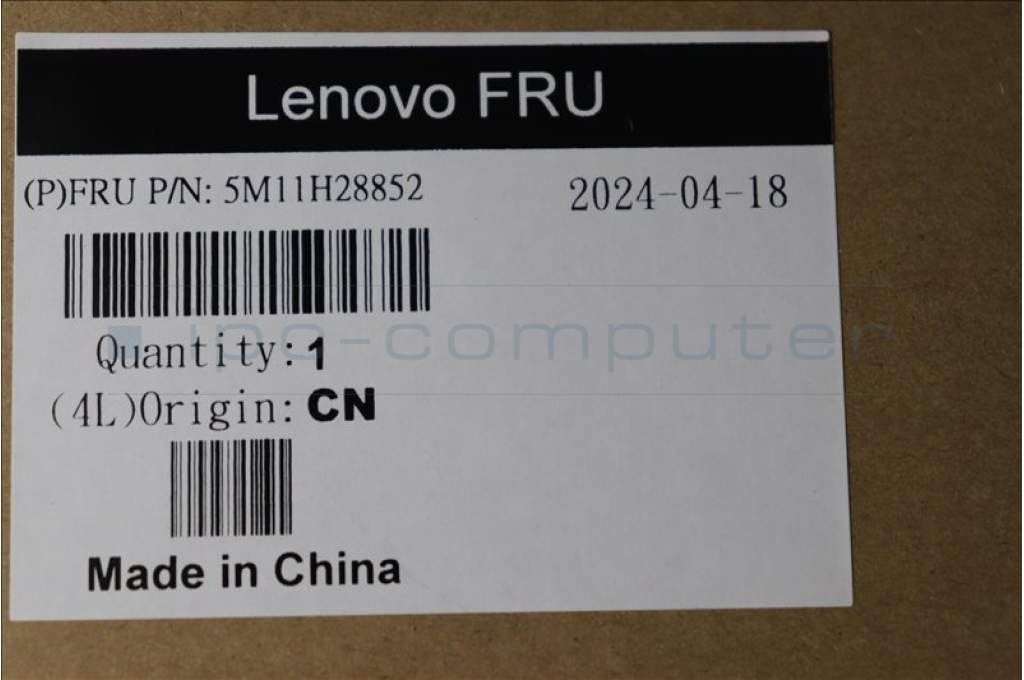 Lenovo FRU
(P)FRU P/N: 5M11H28852
2024-04-18
ipc-computer
Quantity: 1
(4L)Origin: CN
Made in China